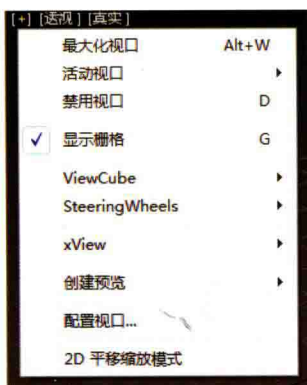 [+] [透视] [真实]
最大化视口 Alt+W
活动视口
禁用视口 D
显示栅格 G
ViewCube
SteeringWheels
xView
创建预览
配置视口...
2D 平移缩放模式